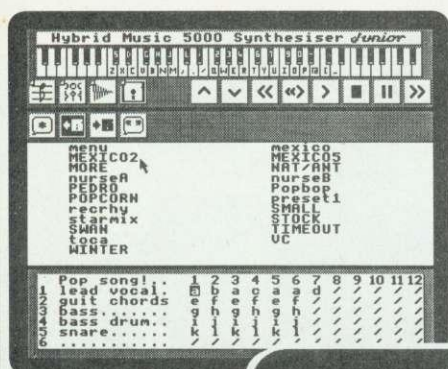 Hybrid Music 5000 Synthesiser Junior
Z X C V B N M , . / Q W E R T Y U I O P @ [ _
menu mexico
MEXICO2 MEXICO5
MORE NAT/ANT
nurseA nurseB
PEDRO Popbop
POPCORN preset1
recrhy SMALL
starmix STOCK
SWAN TIMEOUT
toca VC
WINTER
Pop song!.. 1 2 3 4 5 6 7 8 9 10 11 12
1 lead vocal. a b a c a a d / / / / /
2 guit chords e f e f e f / / / / / /
3 bass....... g h g h g h / / / / / /
4 bass drum.. i j i j i j / / / / / /
5 snare...... k l k l k l / / / / / /
6 ........... / / / / / / / / / / / /